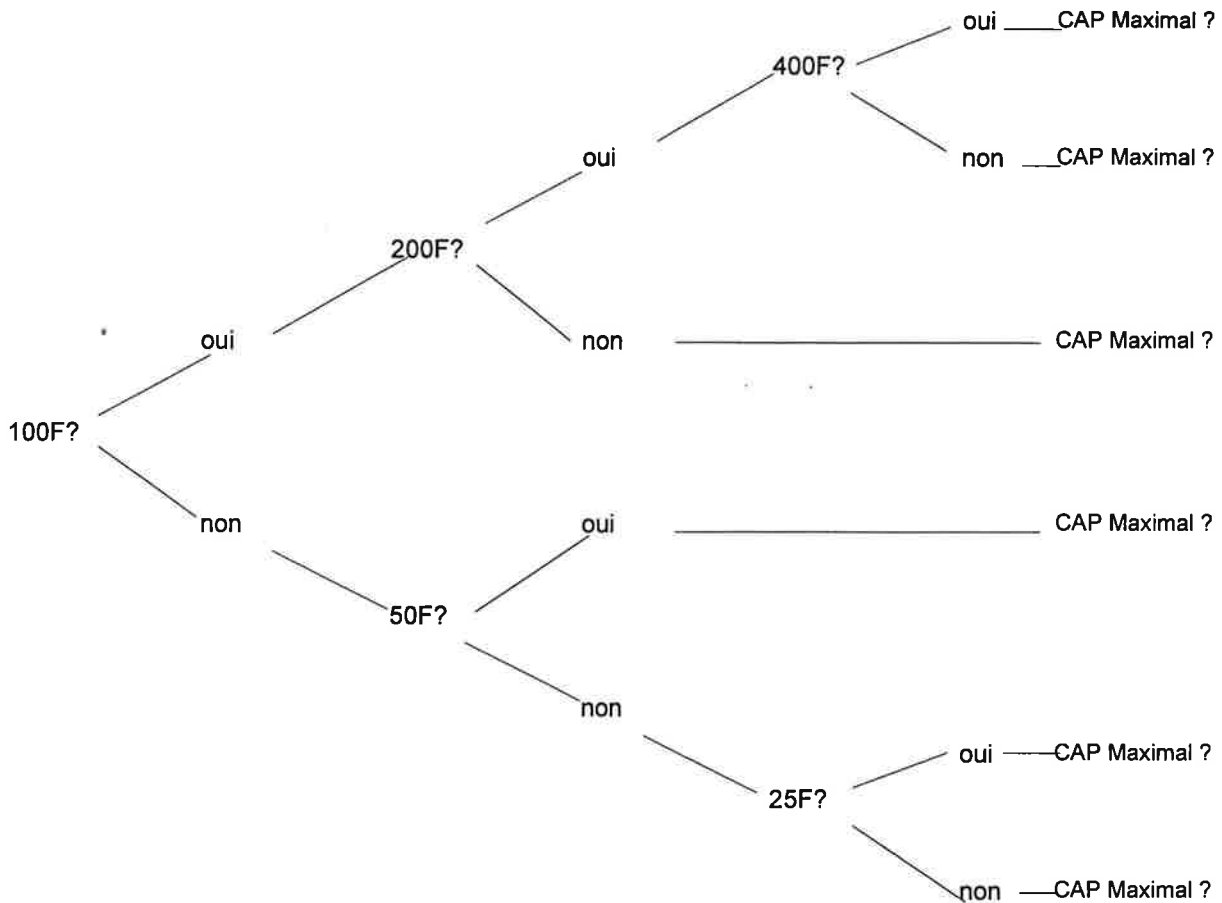 oui CAP Maximal ?
400F?
oui
non CAP Maximal ?
200F?
oui
non CAP Maximal ?
100F?
non
oui CAP Maximal ?
50F?
non
oui CAP Maximal ?
25F?
non CAP Maximal ?